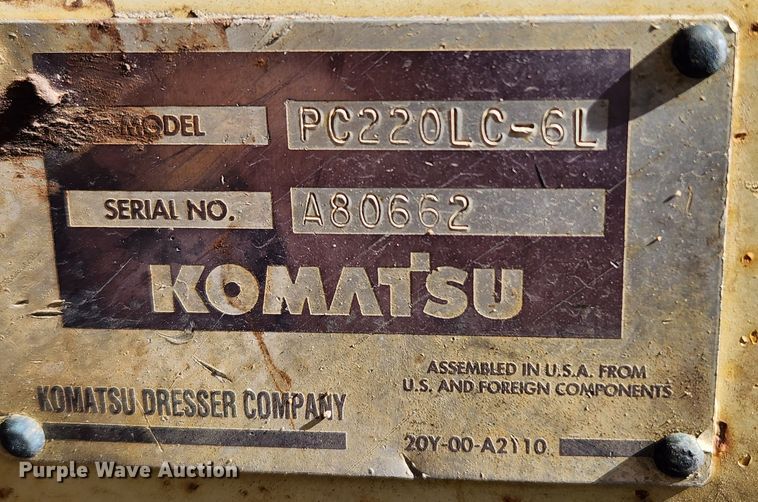 MODEL PC220LC-6L
SERIAL NO. A80662
KOMATSU
ASSEMBLED IN U.S.A. FROM
U.S. AND FOREIGN COMPONENTS
KOMATSU DRESSER COMPANY
20Y-00-A2110
Purple Wave Auction